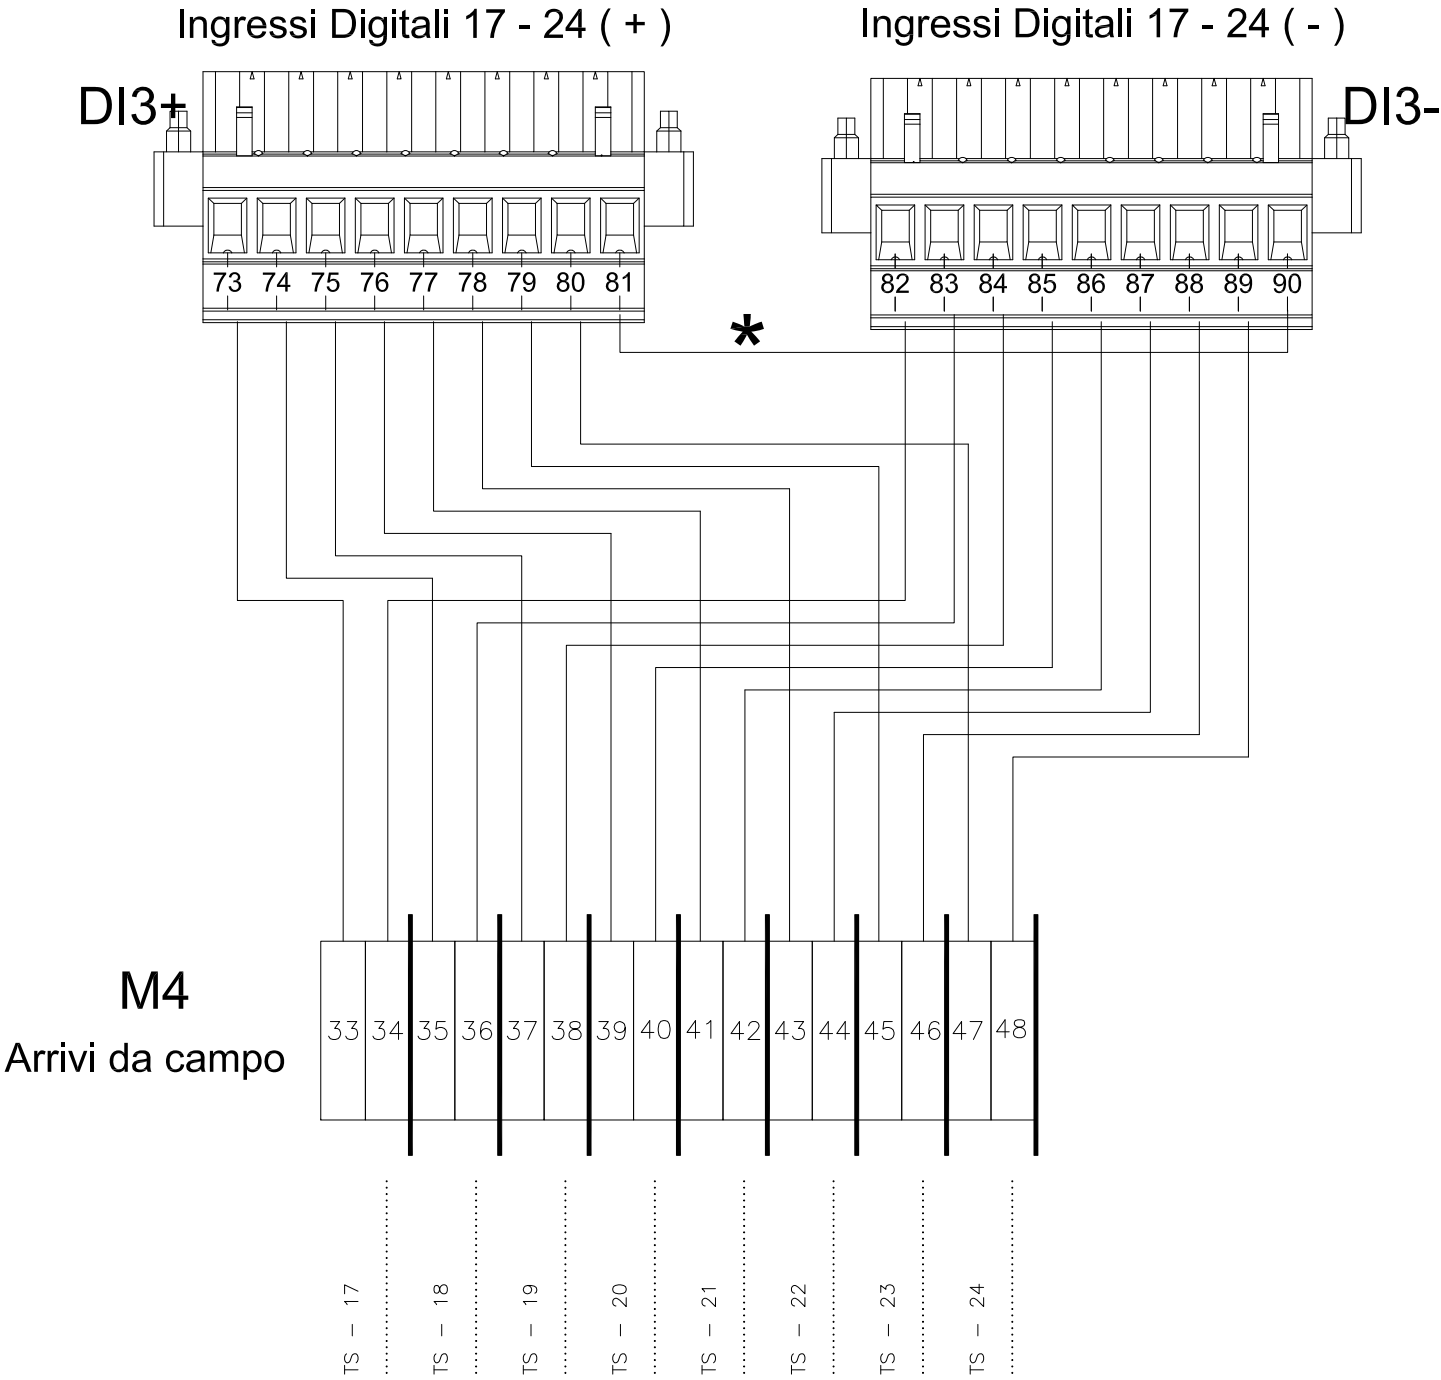 Ingressi Digitali 17 - 24 ( + )
Ingressi Digitali 17 - 24 ( - )
DI3+
DI3-
73 74 75 76 77 78 79 80 81
82 83 84 85 86 87 88 89 90
*
M4
Arrivi da campo
33 34 35 36 37 38 39 40 41 42 43 44 45 46 47 48
TS - 17
TS - 18
TS - 19
TS - 20
TS - 21
TS - 22
TS - 23
TS - 24